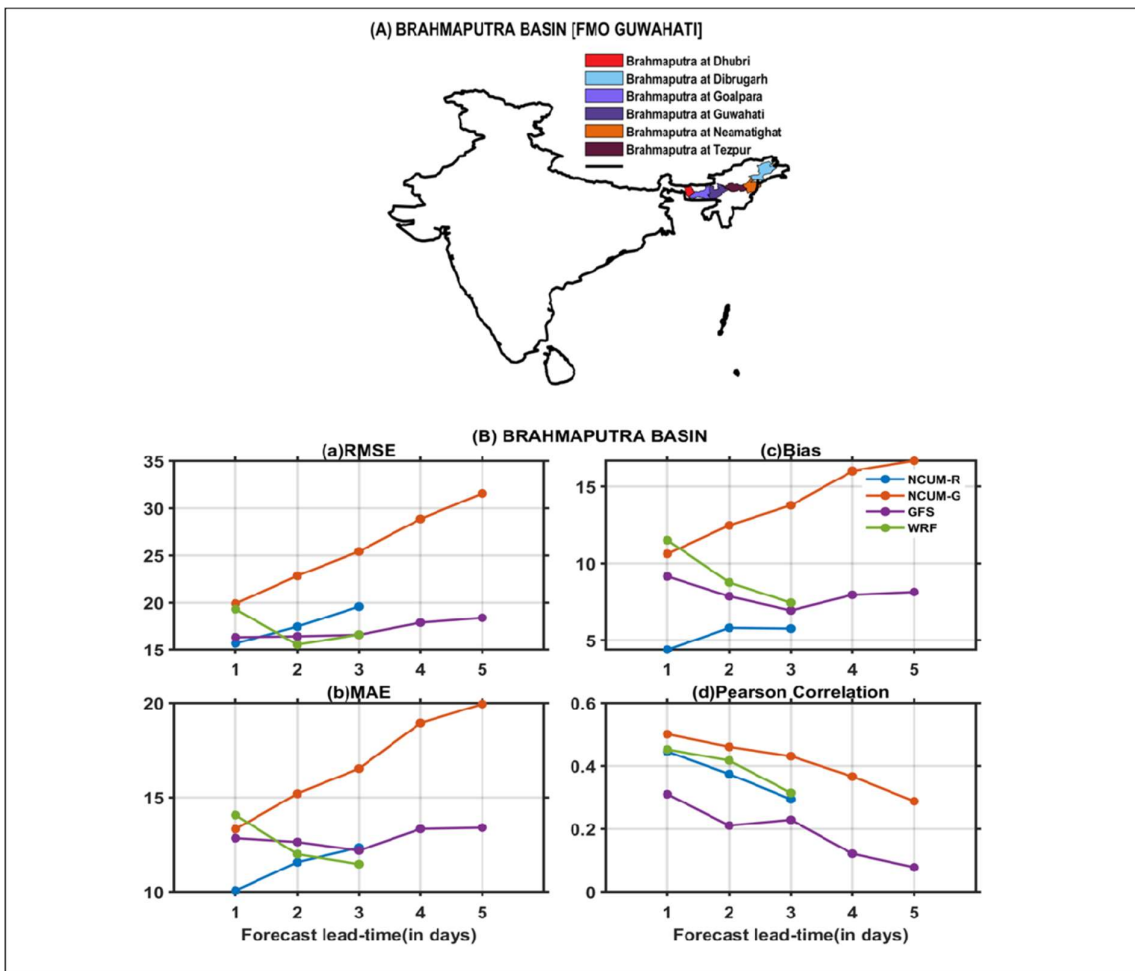 (A) BRAHMAPUTRA BASIN [FMO GUWAHATI]
Brahmaputra at Dhubri
Brahmaputra at Dibrugarh
Brahmaputra at Goalpara
Brahmaputra at Guwahati
Brahmaputra at Neamatighat
Brahmaputra at Tezpur
(B) BRAHMAPUTRA BASIN
(a)RMSE
35
30
25
20
15
1 2 3 4 5
(c)Bias
15
10
5
1 2 3 4 5
NCUM-R
NCUM-G
GFS
WRF
(b)MAE
20
15
10
1 2 3 4 5
Forecast lead-time(in days)
(d)Pearson Correlation
0.6
0.4
0.2
0
1 2 3 4 5
Forecast lead-time(in days)